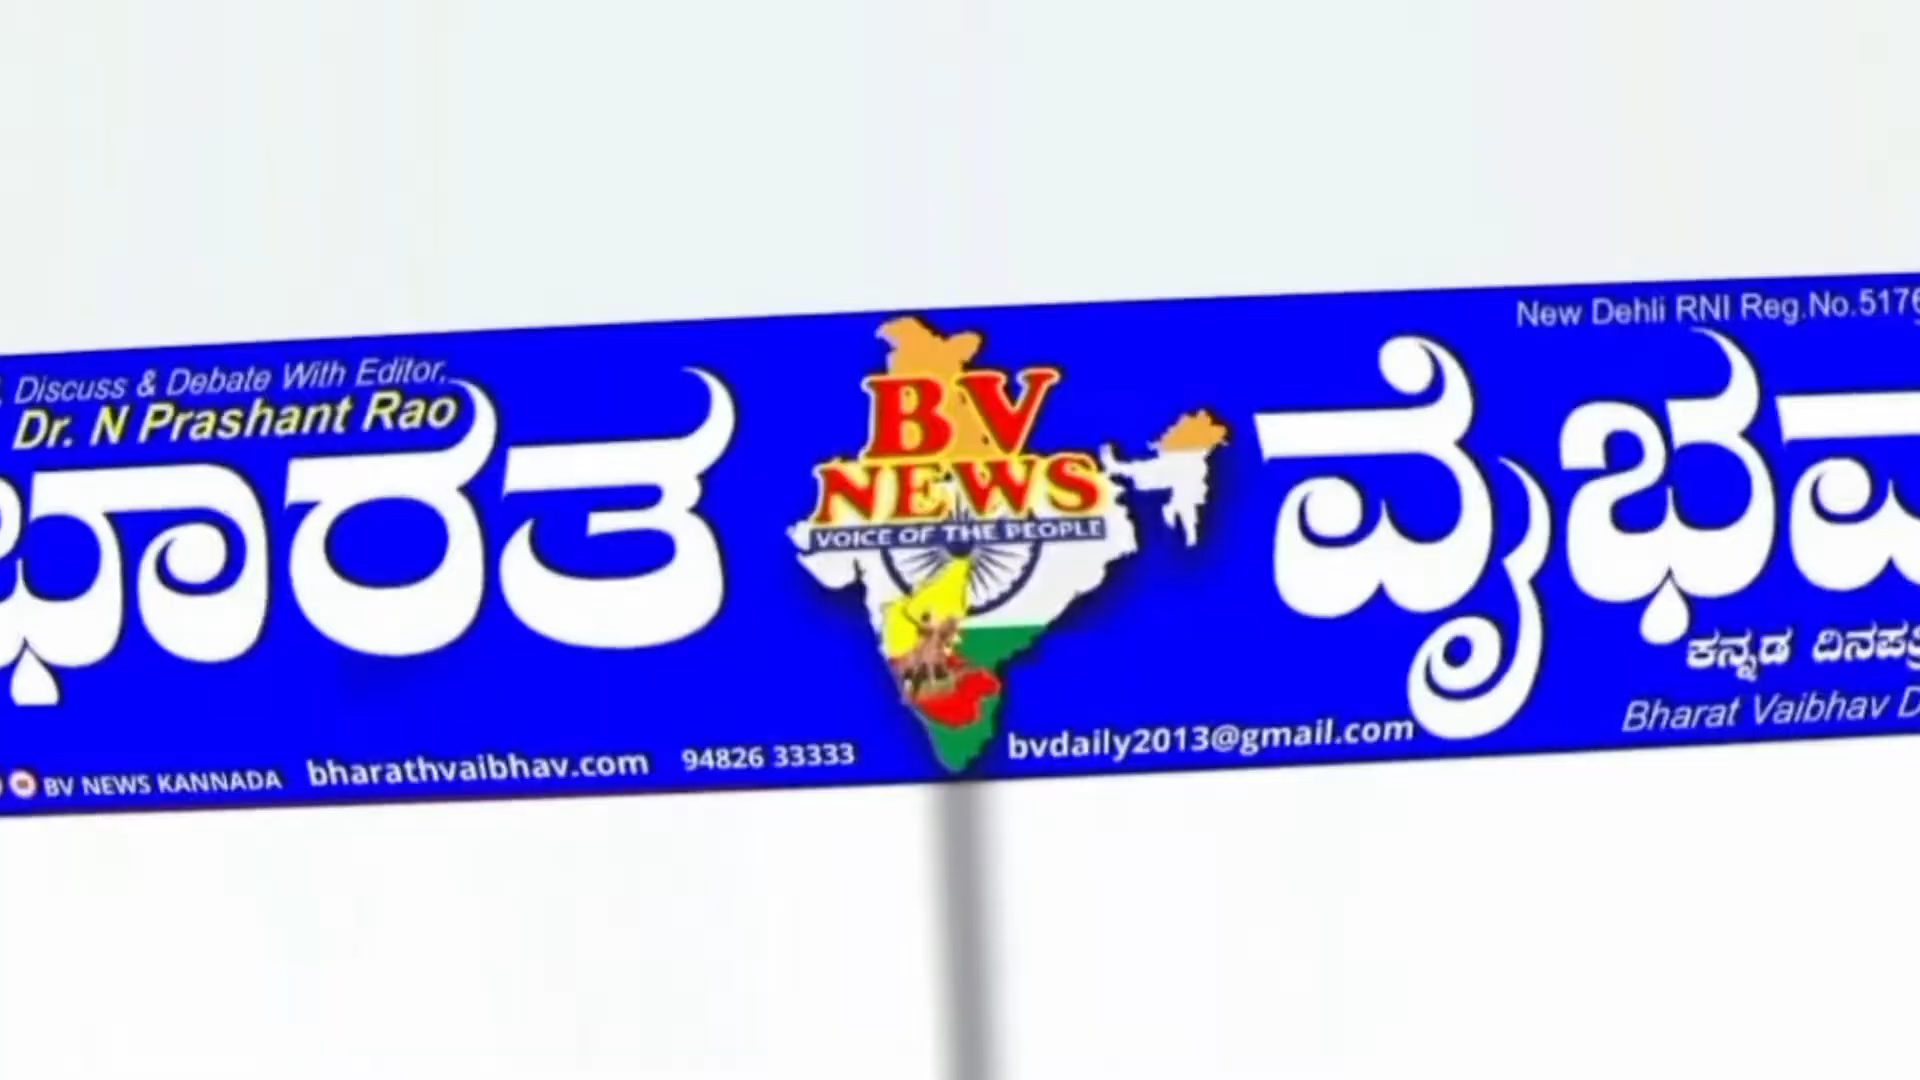 Discuss & Debate With Editor,
Dr. N Prashant Rao
New Dehli RNI Reg.No.5176
ಭಾರತ
BV
NEWS
VOICE OF THE PEOPLE
ವೈಭವ
ಕನ್ನಡ ದಿನಪತ್ರಿ
Bharat Vaibhav D
BV NEWS KANNADA bharathvaibhav.com 94826 33333 bvdaily2013@gmail.com